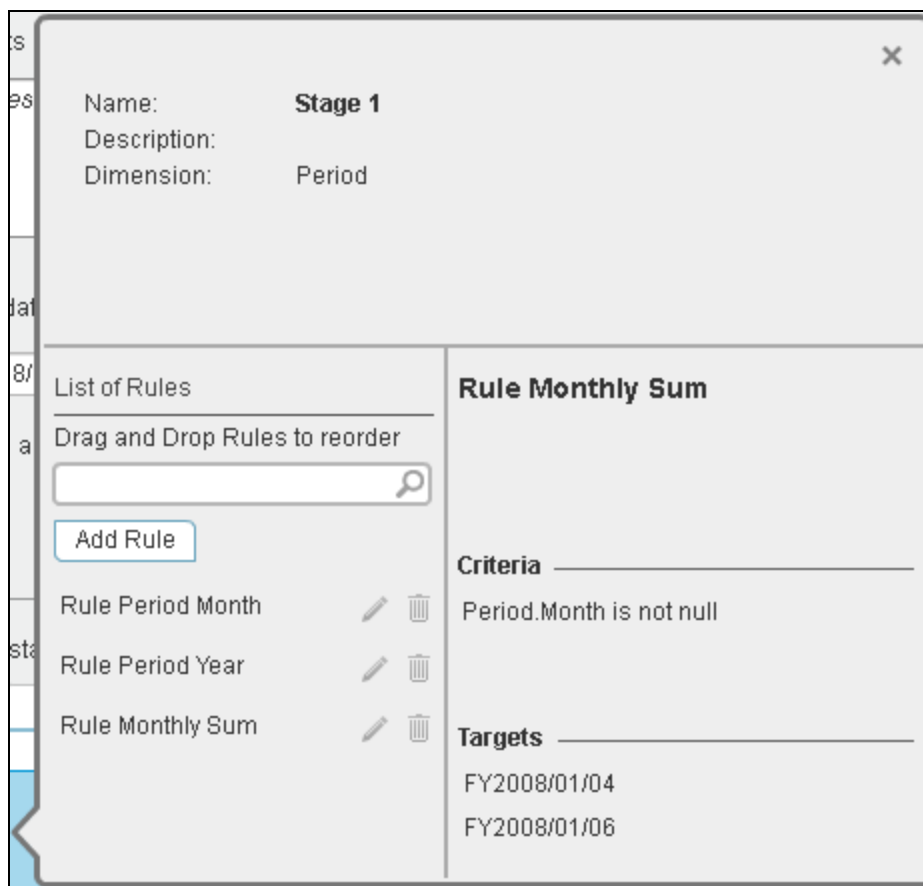 Name: Stage 1
Description:
Dimension: Period
8/
a
List of Rules
Drag and Drop Rules to reorder
Add Rule
Rule Period Month
Rule Period Year
Rule Monthly Sum
Rule Monthly Sum
Criteria
Period.Month is not null
Targets
FY2008/01/04
FY2008/01/06